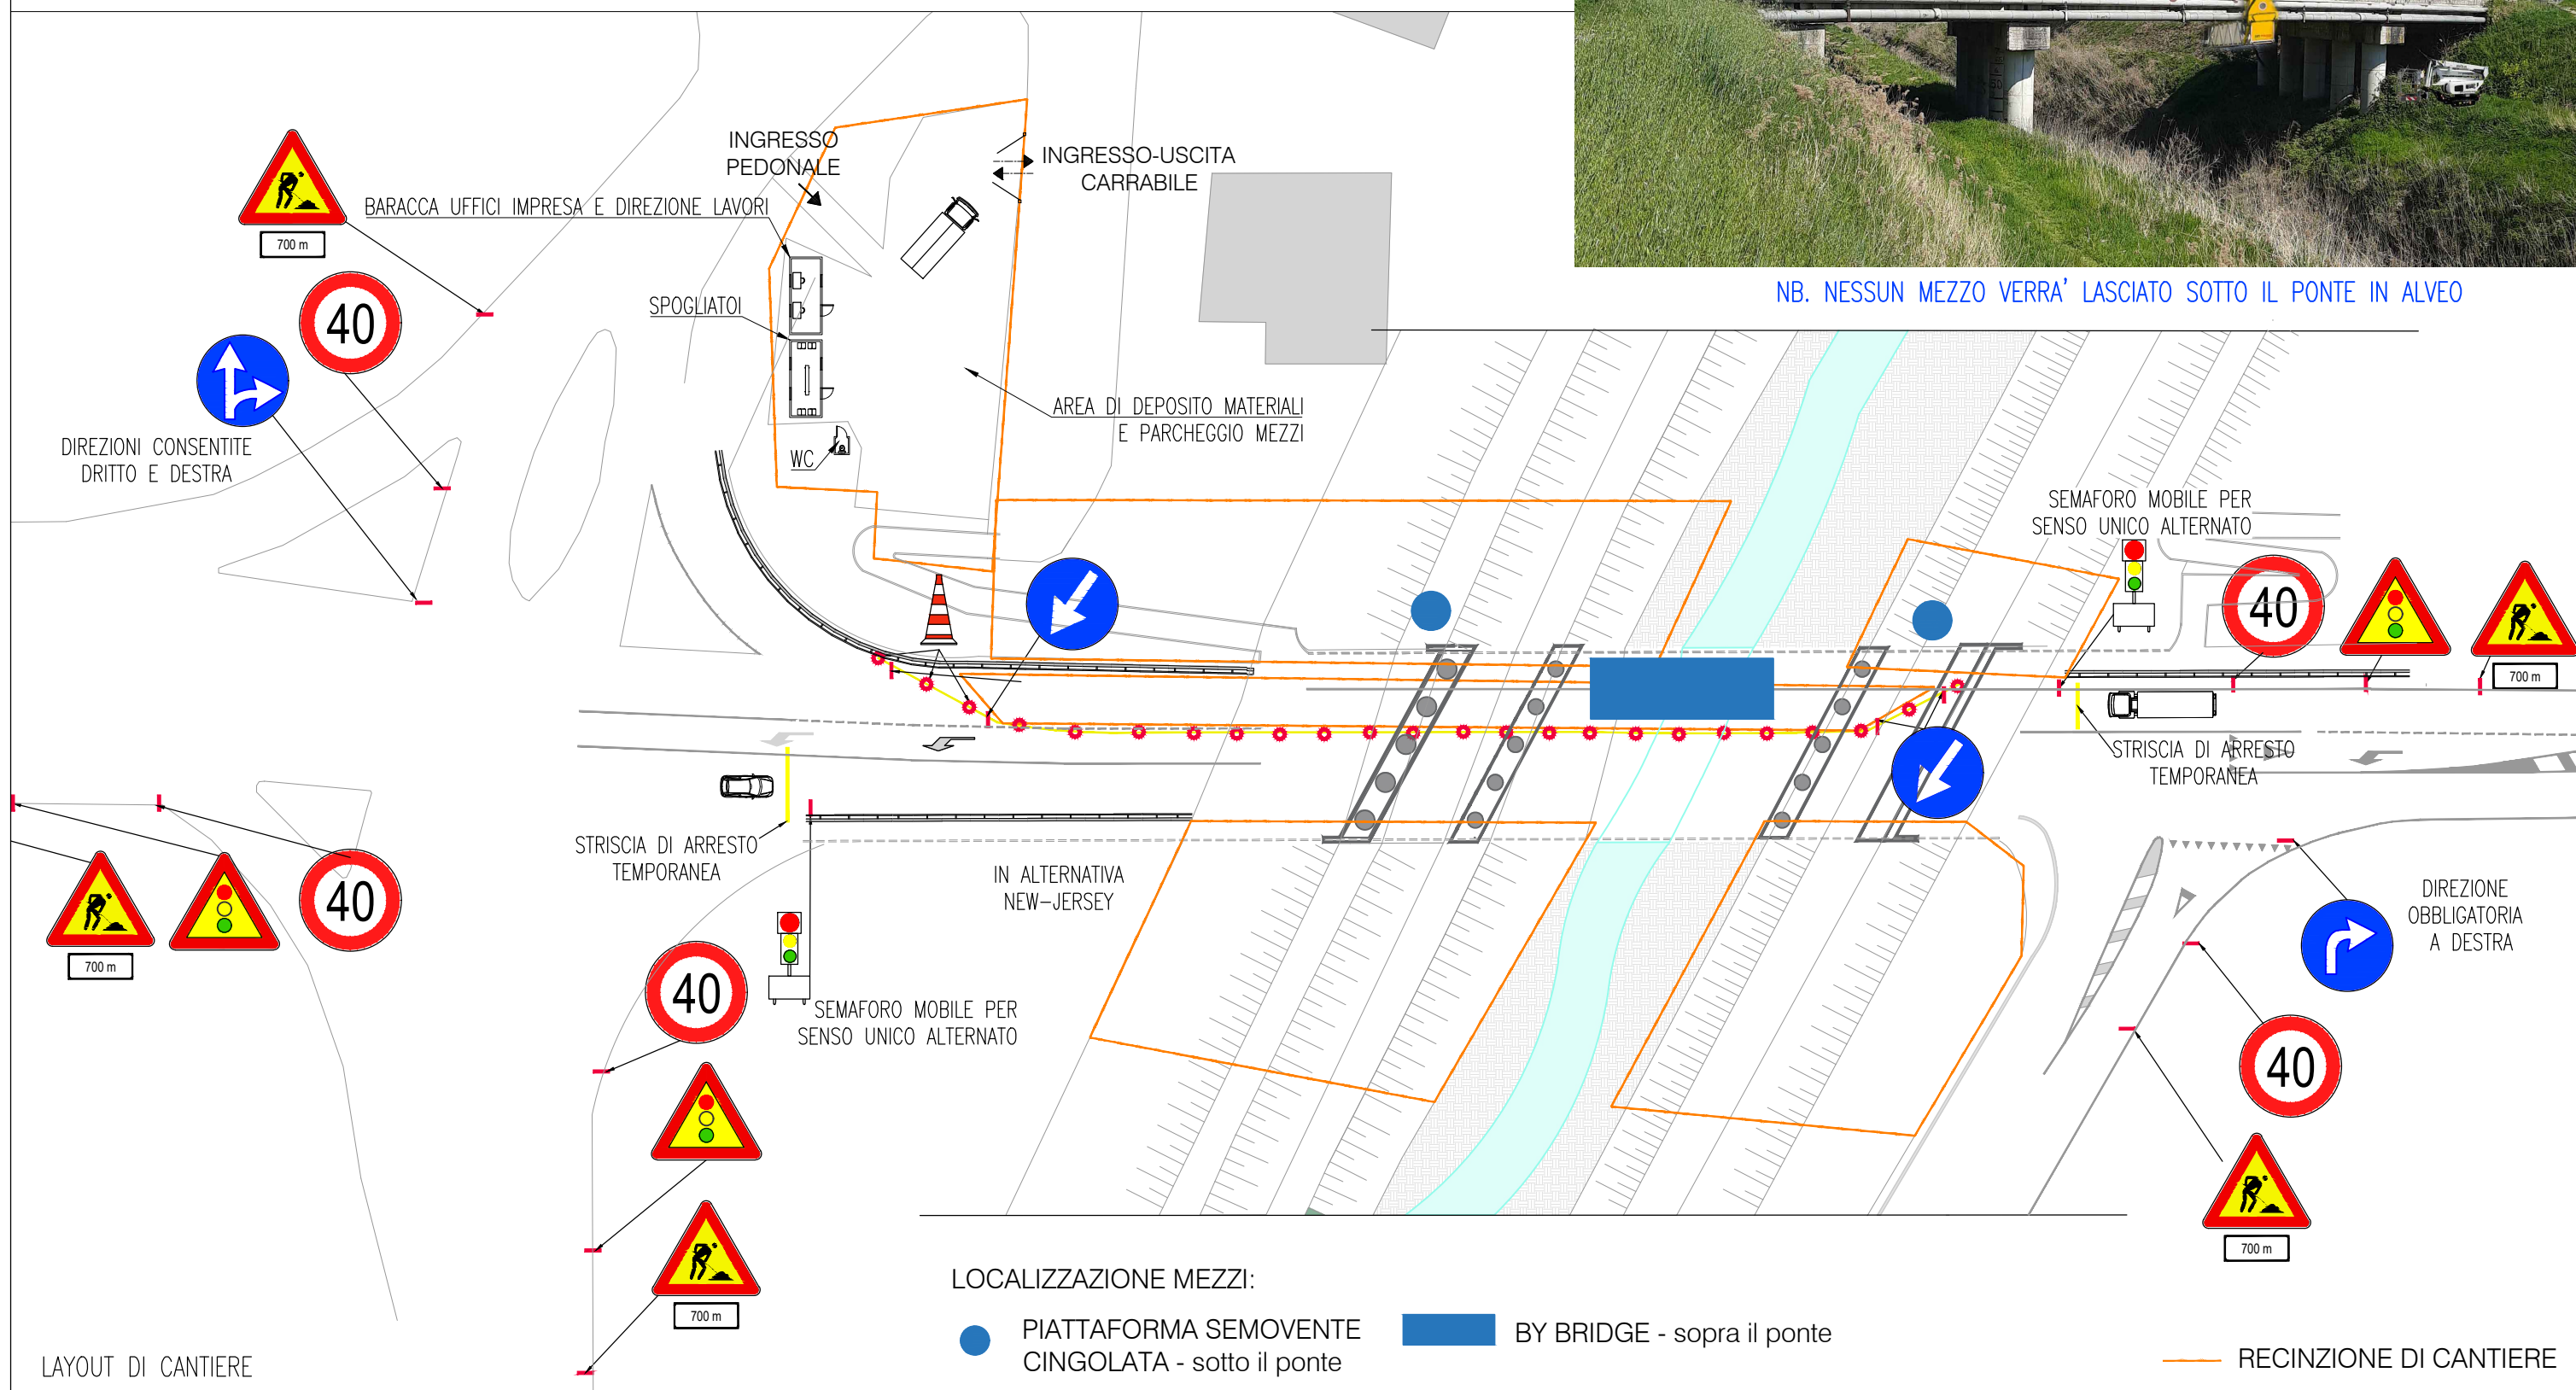 INGRESSO
PEDONALE
INGRESSO-USCITA
CARRABILE
BARACCA UFFICI IMPRESA E DIREZIONE LAVORI
700 m
40
SPOGLIATOI
NB. NESSUN MEZZO VERRA' LASCIATO SOTTO IL PONTE IN ALVEO
DIREZIONI CONSENTITE
DRITTO E DESTRA
AREA DI DEPOSITO MATERIALI
E PARCHEGGIO MEZZI
WC
SEMAFORO MOBILE PER
SENSO UNICO ALTERNATO
40
700 m
STRISCIA DI ARRESTO
TEMPORANEA
STRISCIA DI ARRESTO
TEMPORANEA
IN ALTERNATIVA
NEW-JERSEY
40
700 m
DIREZIONE
OBBLIGATORIA
A DESTRA
40
SEMAFORO MOBILE PER
SENSO UNICO ALTERNATO
40
700 m
700 m
LOCALIZZAZIONE MEZZI:
PIATTAFORMA SEMOVENTE
CINGOLATA - sotto il ponte
BY BRIDGE - sopra il ponte
RECINZIONE DI CANTIERE
LAYOUT DI CANTIERE